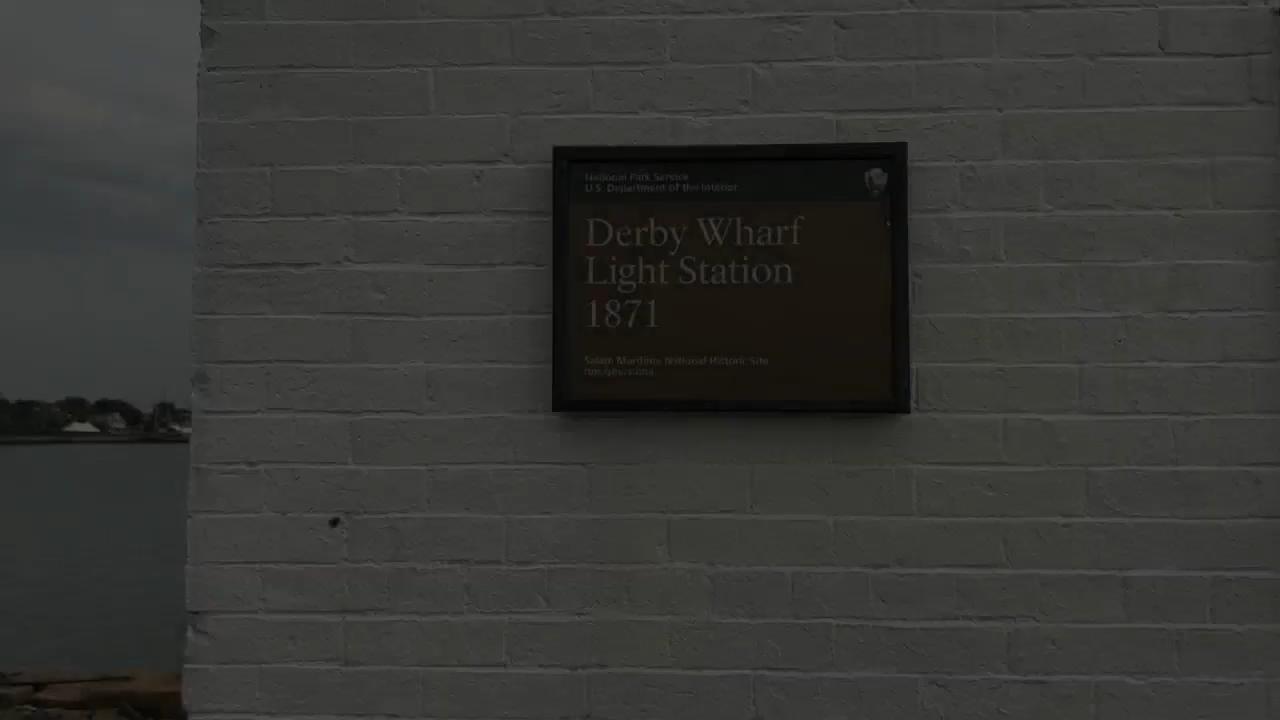 National Park Service
U.S. Department of the Interior
Derby Wharf
Light Station
1871
Salem Maritime National Historic Site